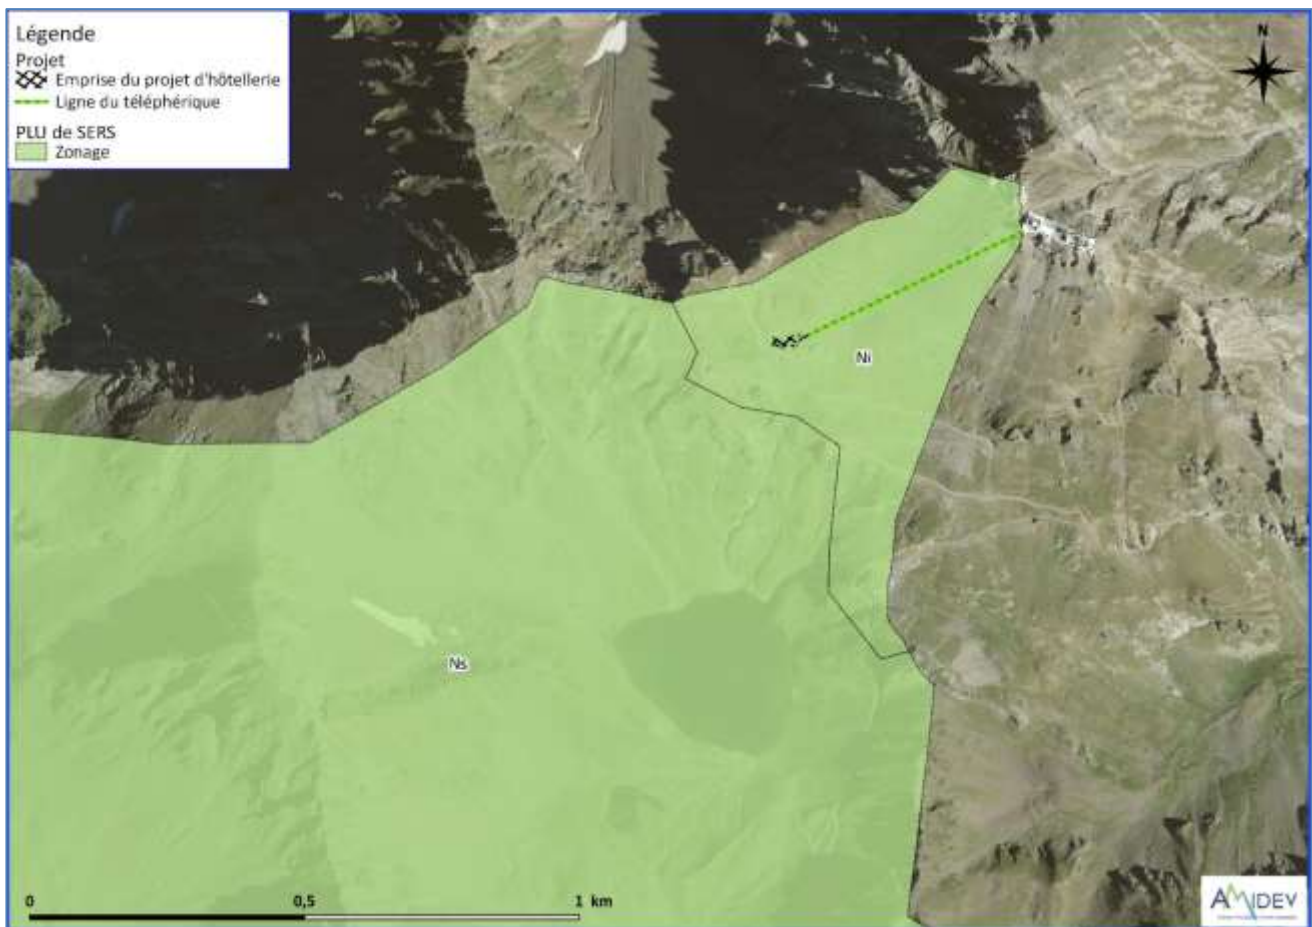 Légende
Projet
Emprise du projet d'hôtellerie
Ligne du téléphérique
PLU de SERS
Zonage
N
Ni
Ns
0 0,5 1 km
AMIDEV